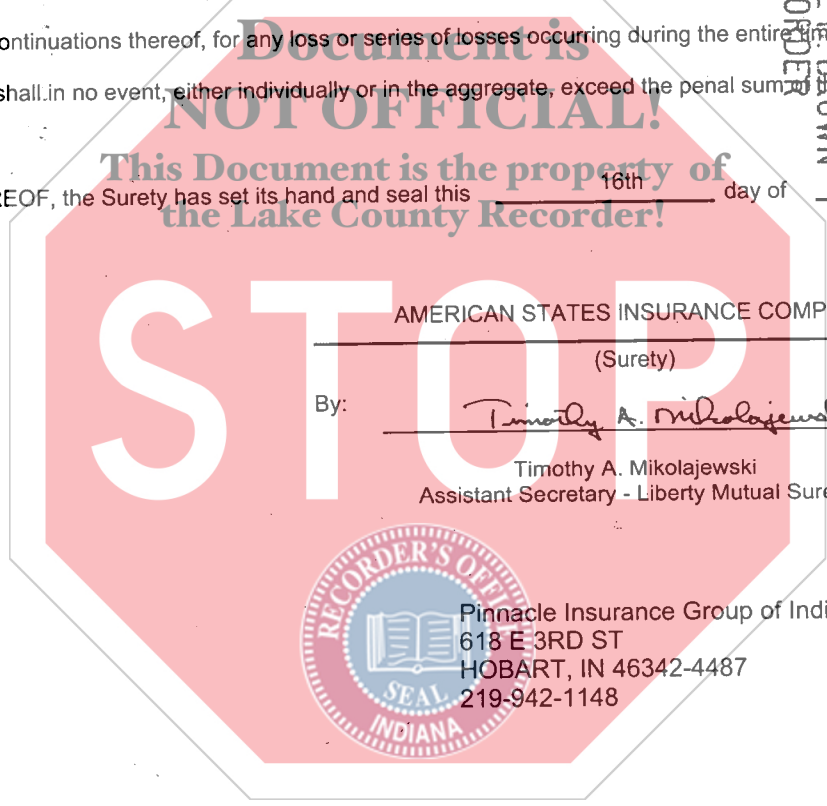 Document is
ontinuations thereof, for any loss or series of losses occurring during the entire
shall.in no event, either individually or in the aggregate, exceed the penal sum
NOT OFFICIAL!
This Document is the property of
EOF, the Surety has set its hand and seal this 16th day of
the Lake County Recorder!
ORDER
STOP
AMERICAN STATES INSURANCE COMP
(Surety)
By: Timothy A. Mikolajews
Timothy A. Mikolajewski
Assistant Secretary - Liberty Mutual Sure
RECORDER'S OFFICE
SEAL
INDIANA
Pinnacle Insurance Group of Indi
618 E 3RD ST
HOBART, IN 46342-4487
219-942-1148